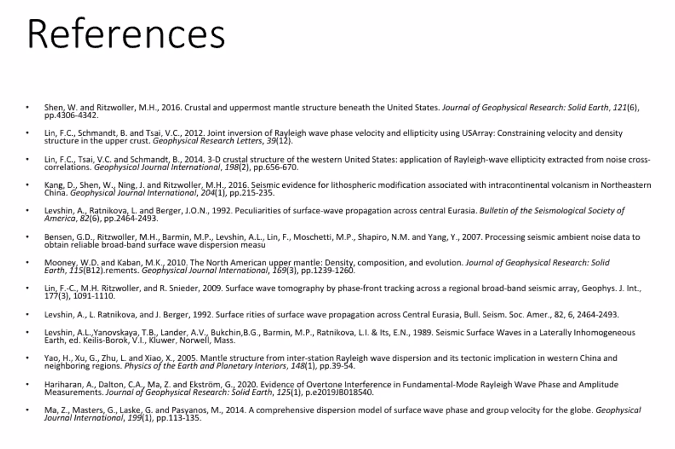 References
• Shen, W. and Ritzwoller, M.H., 2016. Crustal and uppermost mantle structure beneath the United States. Journal of Geophysical Research: Solid Earth, 121(6),
pp.4306-4342.
• Lin, F.C., Schmandt, B. and Tsai, V.C., 2012. Joint inversion of Rayleigh wave phase velocity and ellipticity using USArray: Constraining velocity and density
structure in the upper crust. Geophysical Research Letters, 39(12).
• Lin, F.C., Tsai, V.C. and Schmandt, B., 2014. 3-D crustal structure of the western United States: application of Rayleigh-wave ellipticity extracted from noise cross-
correlations. Geophysical Journal International, 198(2), pp.656-670.
• Kang, D., Shen, W., Ning, J. and Ritzwoller, M.H., 2016. Seismic evidence for lithospheric modification associated with intracontinental volcanism in Northeastern
China. Geophysical Journal International, 204(1), pp.215-235.
• Levshin, A., Ratnikova, L. and Berger, J.O.N., 1992. Peculiarities of surface-wave propagation across central Eurasia. Bulletin of the Seismological Society of
America, 82(6), pp.2464-2493.
• Bensen, G.D., Ritzwoller, M.H., Barmin, M.P., Levshin, A.L., Lin, F., Moschetti, M.P., Shapiro, N.M. and Yang, Y., 2007. Processing seismic ambient noise data to
obtain reliable broad-band surface wave dispersion measu
• Mooney, W.D. and Kaban, M.K., 2010. The North American upper mantle: Density, composition, and evolution. Journal of Geophysical Research: Solid
Earth, 115(B12).rements. Geophysical Journal International, 169(3), pp.1239-1260.
• Lin, F.-C., M.H. Ritzwoller, and R. Snieder, 2009. Surface wave tomography by phase-front tracking across a regional broad-band seismic array, Geophys. J. Int.,
177(3), 1091-1110.
• Levshin, A., L. Ratnikova, and J. Berger, 1992. Surface rities of surface wave propagation across Central Eurasia, Bull. Seism. Soc. Amer., 82, 6, 2464-2493.
• Levshin, A.L.,Yanovskaya, T.B., Lander, A.V., Bukchin,B.G., Barmin, M.P., Ratnikova, L.I. & Its, E.N., 1989. Seismic Surface Waves in a Laterally Inhomogeneous
Earth, ed. Keilis-Borok, V.I., Kluwer, Norwell, Mass.
• Yao, H., Xu, G., Zhu, L. and Xiao, X., 2005. Mantle structure from inter-station Rayleigh wave dispersion and its tectonic implication in western China and
neighboring regions. Physics of the Earth and Planetary Interiors, 148(1), pp.39-54.
• Hariharan, A., Dalton, C.A., Ma, Z. and Ekström, G., 2020. Evidence of Overtone Interference in Fundamental-Mode Rayleigh Wave Phase and Amplitude
Measurements. Journal of Geophysical Research: Solid Earth, 125(1), p.e2019JB018540.
• Ma, Z., Masters, G., Laske, G. and Pasyanos, M., 2014. A comprehensive dispersion model of surface wave phase and group velocity for the globe. Geophysical
Journal International, 199(1), pp.113-135.